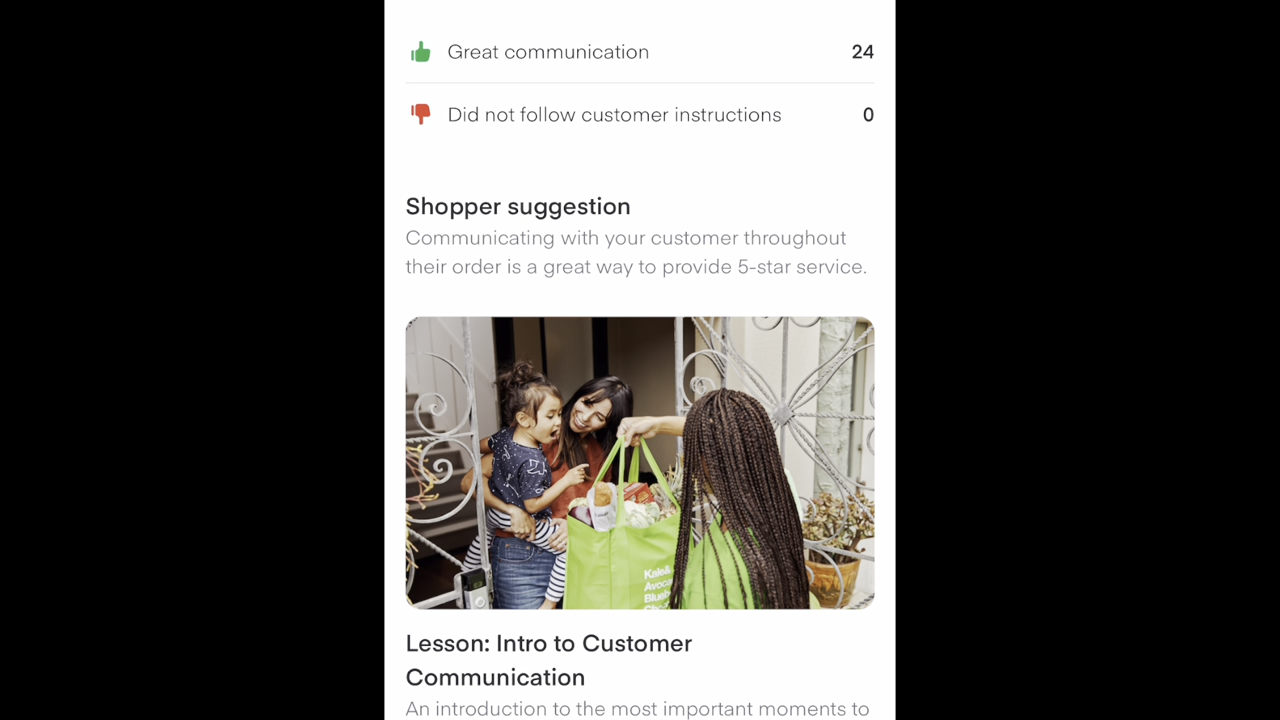 Great communication 24
Did not follow customer instructions 0
Shopper suggestion
Communicating with your customer throughout
their order is a great way to provide 5-star service.
Kale&
Lesson: Intro to Customer
Communication
An introduction to the most important moments to